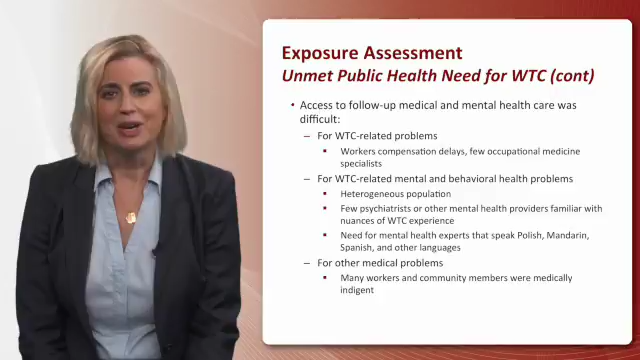 Exposure Assessment
Unmet Public Health Need for WTC (cont)
• Access to follow-up medical and mental health care was
difficult:
– For WTC-related problems
▪ Workers compensation delays, few occupational medicine
specialists
– For WTC-related mental and behavioral health problems
▪ Heterogeneous population
▪ Few psychiatrists or other mental health providers familiar with
nuances of WTC experience
▪ Need for mental health experts that speak Polish, Mandarin,
Spanish, and other languages
– For other medical problems
▪ Many workers and community members were medically
indigent